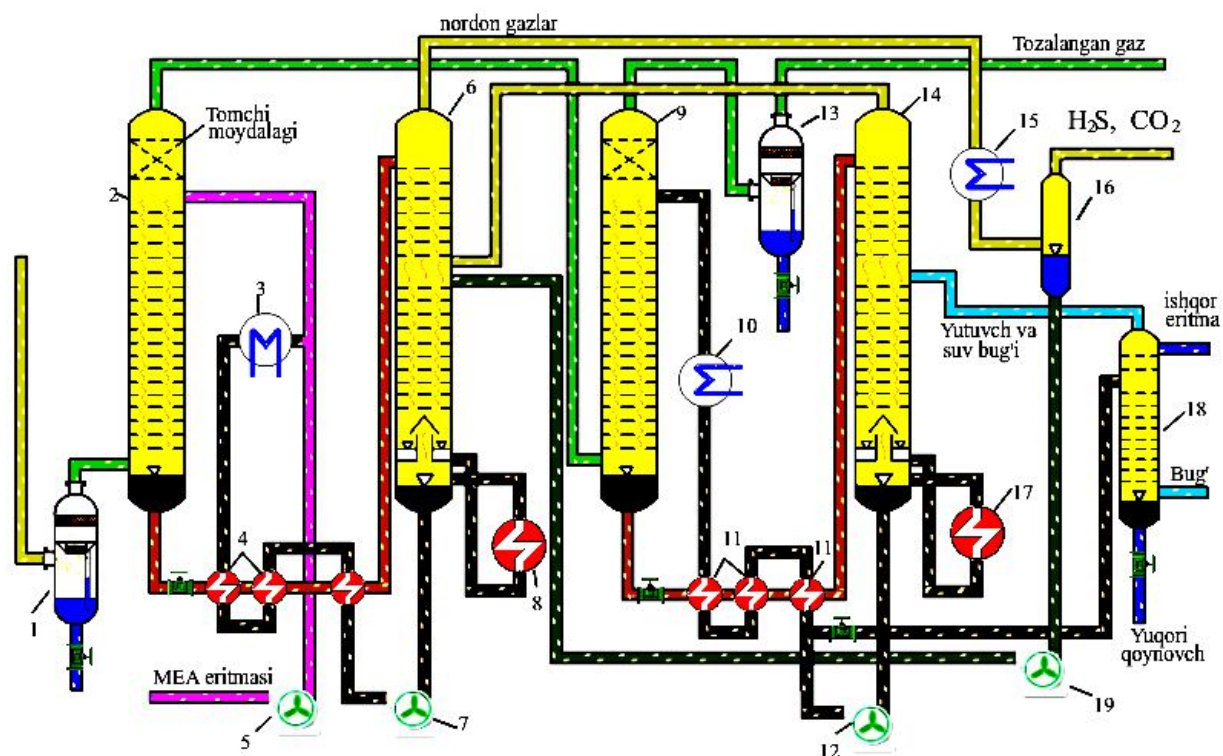 nordon gazlar
Tozalangan gaz
6
9
13
14
15
H2S, CO2
Tomchi
moydalagi
2
16
3
10
ishqor
eritma
Yutuvch va
suv bug'i
18
Bug'
17
4
11
11
8
1
Yuqori
qoynovch
MEA eritmasi
5
7
12
19